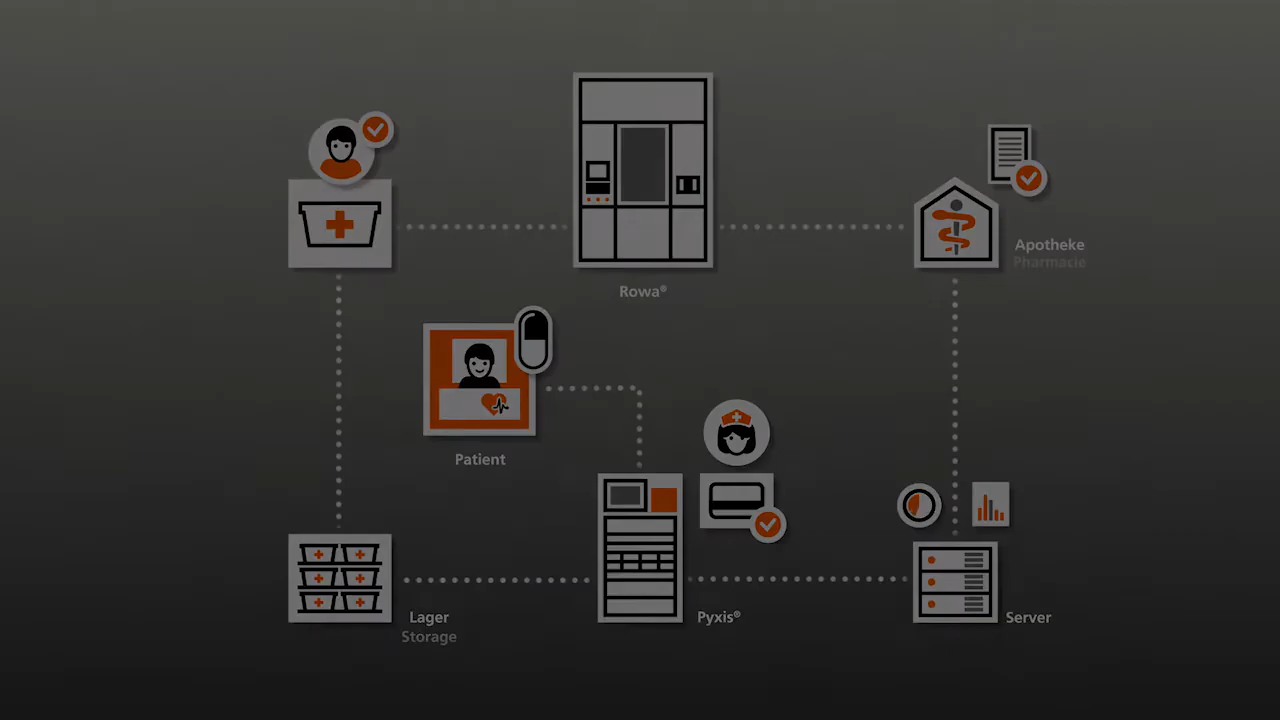 Apotheke
Pharmacie
Rowa®
Patient
Lager
Storage
Pyxis®
Server